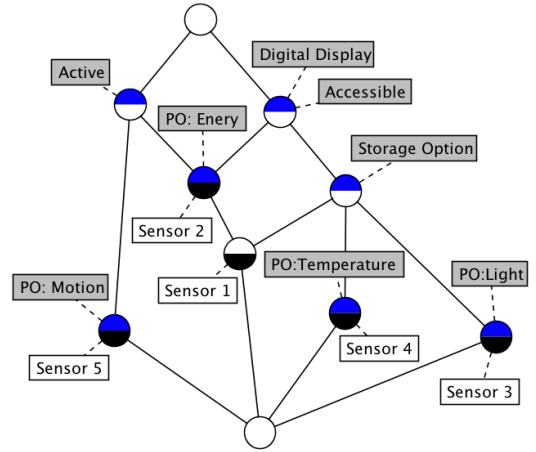 Digital Display
Active
Accessible
PO: Enery
Storage Option
Sensor 2
PO:Temperature
PO:Light
PO: Motion
Sensor 1
Sensor 4
Sensor 5
Sensor 3